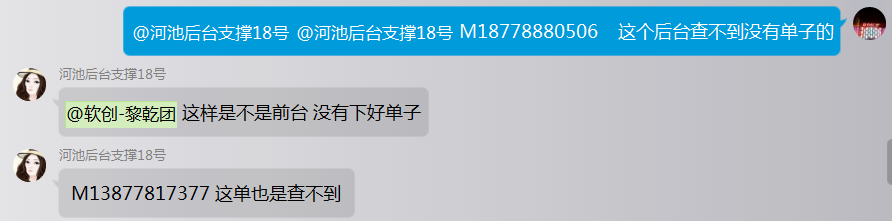 @河池后台支撑18号 @河池后台支撑18号 M18778880506 这个后台查不到没有单子的
河池后台支撑18号
@软创-黎乾团 这样是不是前台 没有下好单子
河池后台支撑18号
M13877817377 这单也是查不到